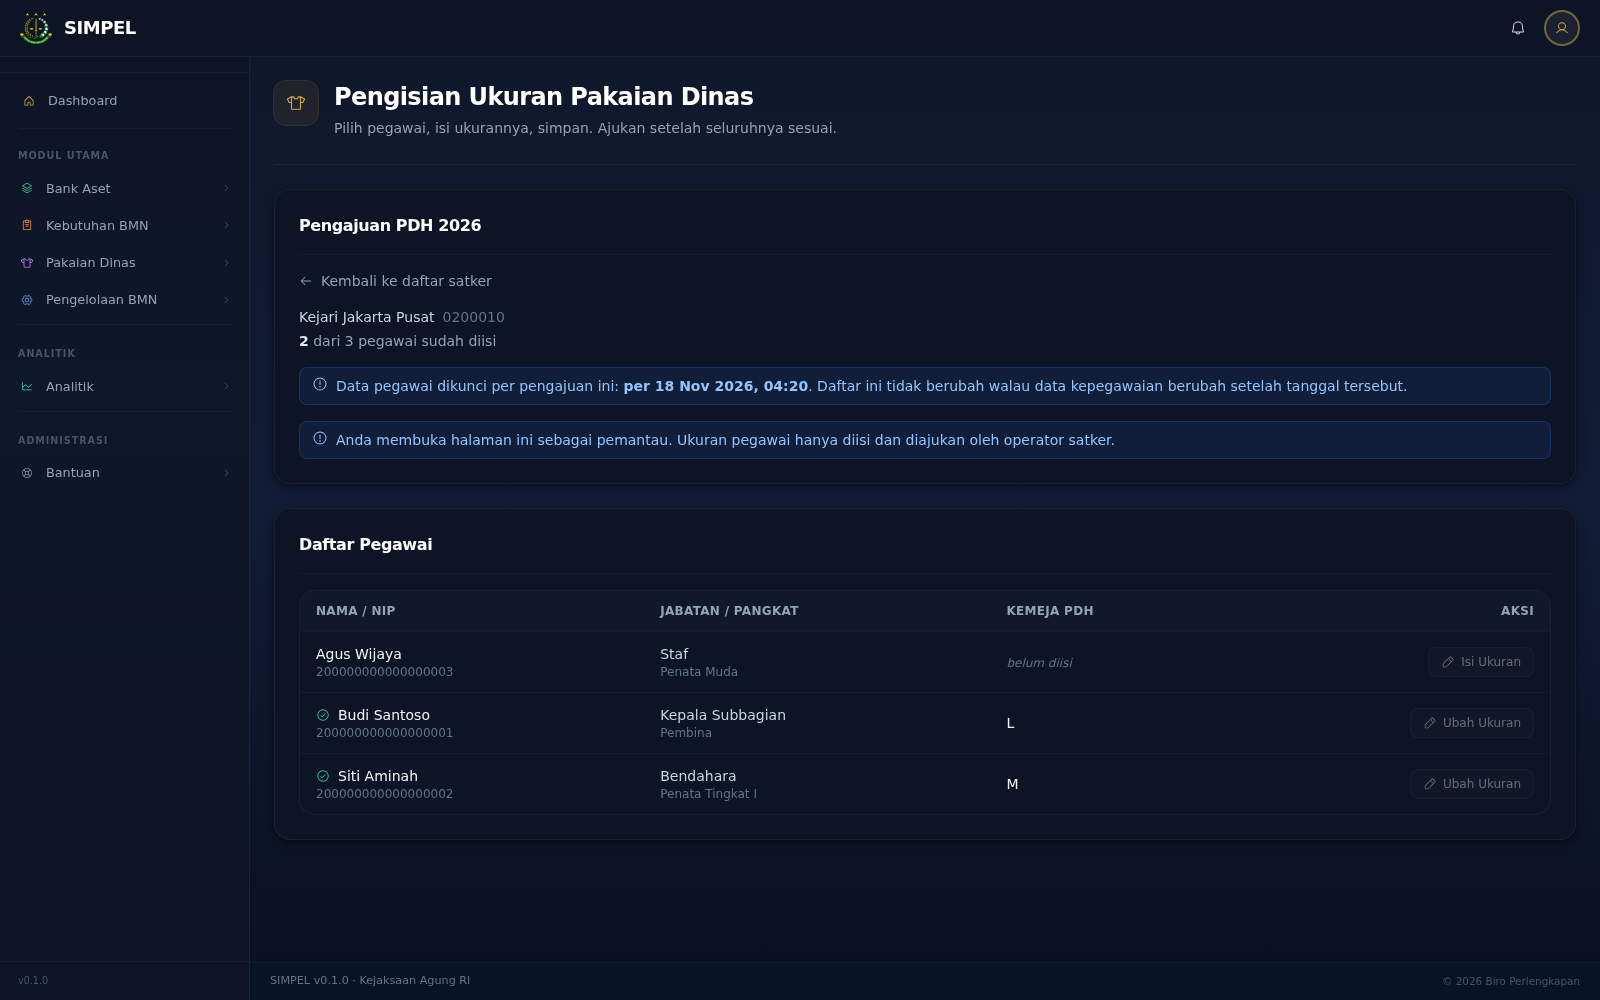 SIMPEL
Dashboard
MODUL UTAMA
Bank Aset
Kebutuhan BMN
Pakaian Dinas
Pengelolaan BMN
ANALITIK
Analitik
ADMINISTRASI
Bantuan
v0.1.0
Pengisian Ukuran Pakaian Dinas
Pilih pegawai, isi ukurannya, simpan. Ajukan setelah seluruhnya sesuai.
Pengajuan PDH 2026
← Kembali ke daftar satker
Kejari Jakarta Pusat 0200010
2 dari 3 pegawai sudah diisi
Data pegawai dikunci per pengajuan ini: per 18 Nov 2026, 04:20. Daftar ini tidak berubah walau data kepegawaian berubah setelah tanggal tersebut.
Anda membuka halaman ini sebagai pemantau. Ukuran pegawai hanya diisi dan diajukan oleh operator satker.
Daftar Pegawai
NAMA / NIP JABATAN / PANGKAT KEMEJA PDH AKSI
Agus Wijaya Staf belum diisi Isi Ukuran
200000000000000003 Penata Muda
Budi Santoso Kepala Subbagian L Ubah Ukuran
200000000000000001 Pembina
Siti Aminah Bendahara M Ubah Ukuran
200000000000000002 Penata Tingkat I
SIMPEL v0.1.0 · Kejaksaan Agung RI
© 2026 Biro Perlengkapan